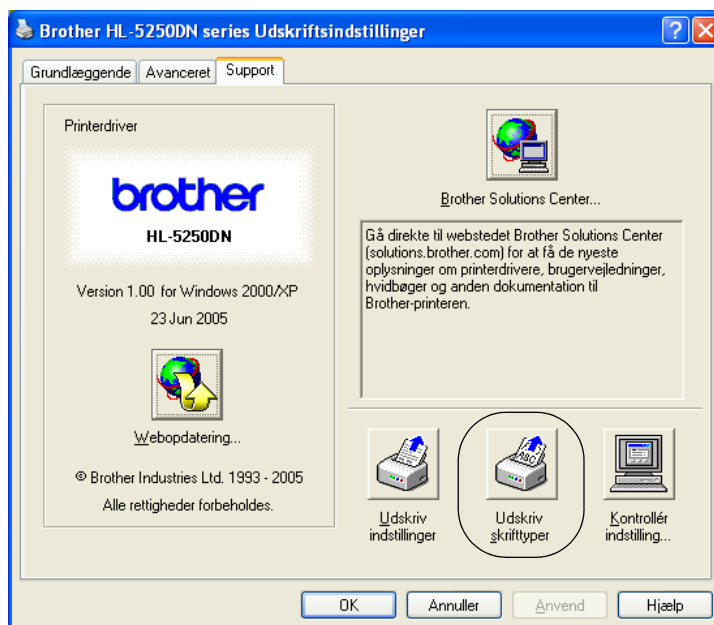 Brother HL-5250DN series Udskriftsindstillinger
Grundlæggende
Avanceret
Support
Printerdriver
brother
HL-5250DN
Version 1.00 for Windows 2000/XP
23 Jun 2005
Webopdatering...
© Brother Industries Ltd. 1993 - 2005
Alle rettigheder forbeholdes.
Brother Solutions Center...
Gå direkte til webstedet Brother Solutions Center
(solutions.brother.com) for at få de nyeste
oplysninger om printerdrivere, brugervejledninger,
hvidbøger og anden dokumentation til
Brother-printeren.
Udskriv
indstillinger
ABC
Udskriv
skrifttyper
Kontrollér
indstilling...
OK
Annuller
Anvend
Hjælp